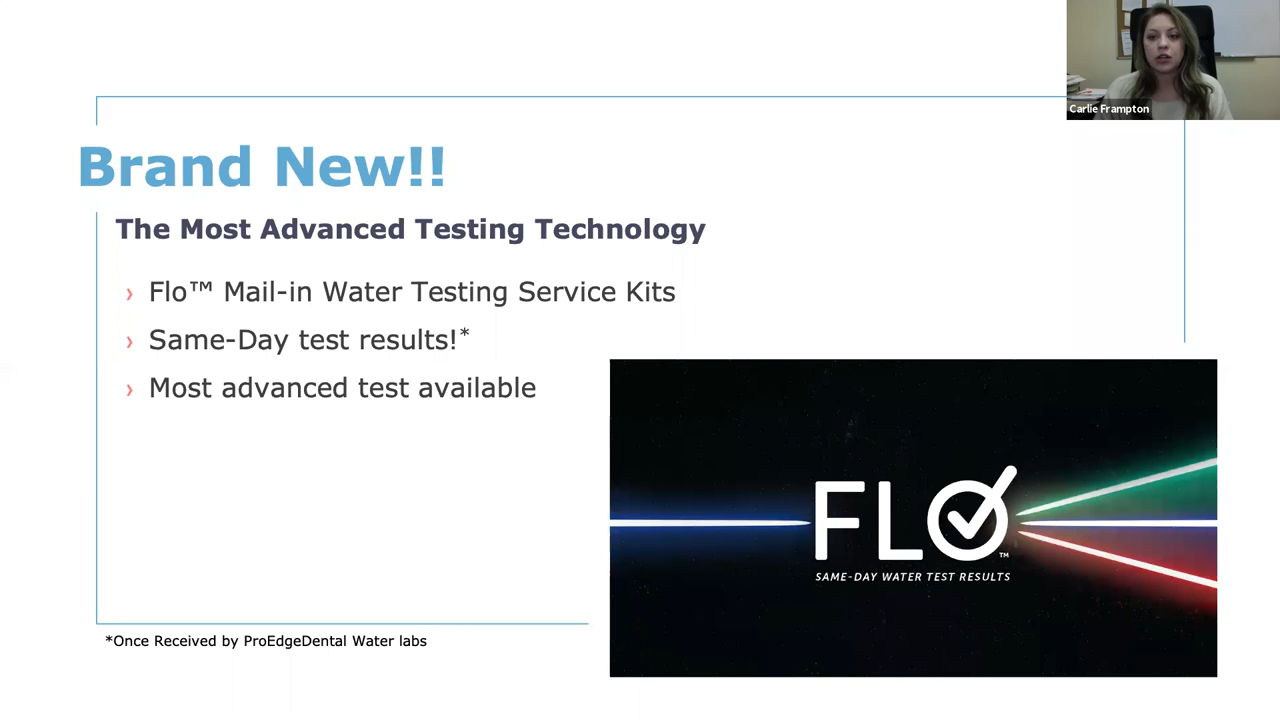 Carlie Frampton
Brand New!!
The Most Advanced Testing Technology
› Flo™ Mail-in Water Testing Service Kits
› Same-Day test results!*
› Most advanced test available
FLO™
SAME-DAY WATER TEST RESULTS
*Once Received by ProEdgeDental Water labs